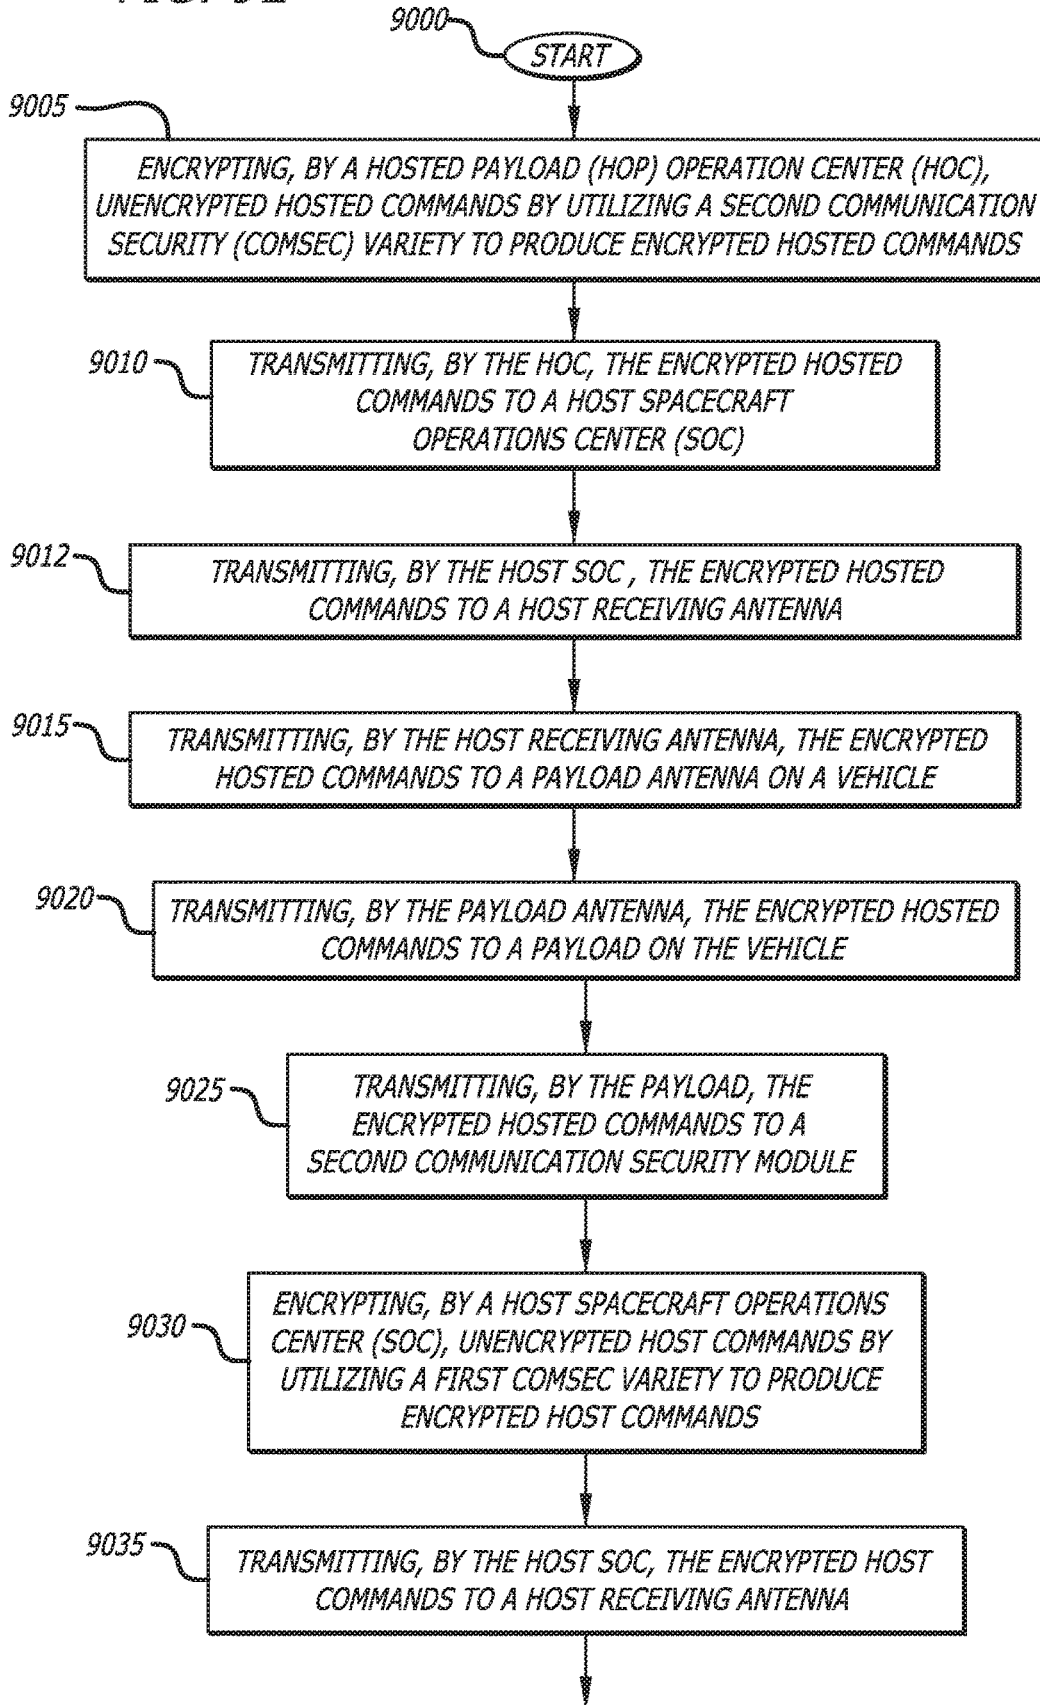 9000
START
9005
ENCRYPTING, BY A HOSTED PAYLOAD (HOP) OPERATION CENTER (HOC),
UNENCRYPTED HOSTED COMMANDS BY UTILIZING A SECOND COMMUNICATION
SECURITY (COMSEC) VARIETY TO PRODUCE ENCRYPTED HOSTED COMMANDS
9010
TRANSMITTING, BY THE HOC, THE ENCRYPTED HOSTED
COMMANDS TO A HOST SPACECRAFT
OPERATIONS CENTER (SOC)
9012
TRANSMITTING, BY THE HOST SOC , THE ENCRYPTED HOSTED
COMMANDS TO A HOST RECEIVING ANTENNA
9015
TRANSMITTING, BY THE HOST RECEIVING ANTENNA, THE ENCRYPTED
HOSTED COMMANDS TO A PAYLOAD ANTENNA ON A VEHICLE
9020
TRANSMITTING, BY THE PAYLOAD ANTENNA, THE ENCRYPTED HOSTED
COMMANDS TO A PAYLOAD ON THE VEHICLE
9025
TRANSMITTING, BY THE PAYLOAD, THE
ENCRYPTED HOSTED COMMANDS TO A
SECOND COMMUNICATION SECURITY MODULE
9030
ENCRYPTING, BY A HOST SPACECRAFT OPERATIONS
CENTER (SOC), UNENCRYPTED HOST COMMANDS BY
UTILIZING A FIRST COMSEC VARIETY TO PRODUCE
ENCRYPTED HOST COMMANDS
9035
TRANSMITTING, BY THE HOST SOC, THE ENCRYPTED HOST
COMMANDS TO A HOST RECEIVING ANTENNA